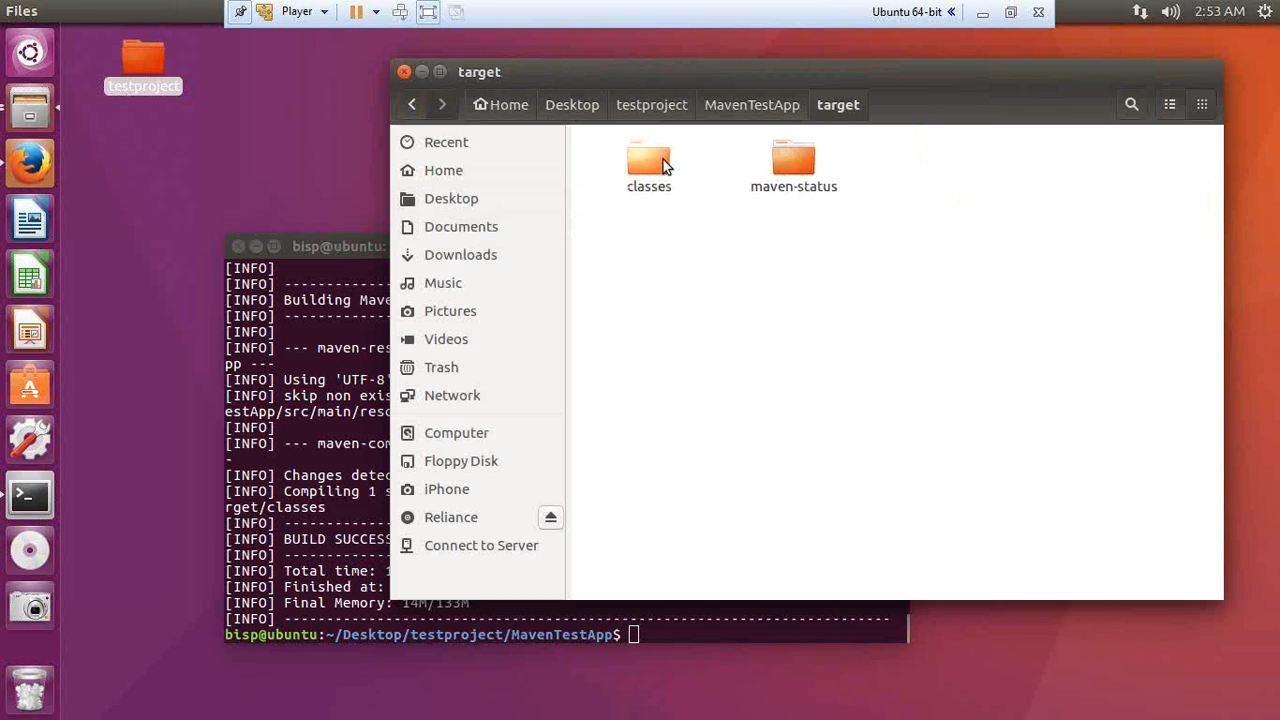 Files
Player
Ubuntu 64-bit
2:53 AM
testproject
target
Home
Desktop
testproject
MavenTestApp
target
Recent
Home
Desktop
Documents
Downloads
Music
Pictures
Videos
Trash
Network
Computer
Floppy Disk
iPhone
Reliance
Connect to Server
classes
maven-status
bisp@ubuntu:
[INFO]
[INFO] -------------
[INFO] Building Mave
[INFO] -------------
[INFO]
[INFO] --- maven-res
pp ---
[INFO] Using 'UTF-8'
[INFO] skip non exis
estApp/src/main/reso
[INFO]
[INFO] --- maven-com
-
[INFO] Changes detec
[INFO] Compiling 1 s
rget/classes
[INFO] -------------
[INFO] BUILD SUCCESS
[INFO] -------------
[INFO] Total time: 1
[INFO] Finished at:
[INFO] Final Memory: 14M/133M
[INFO] ------------------------------------------------------------------------
bisp@ubuntu:~/Desktop/testproject/MavenTestApp$